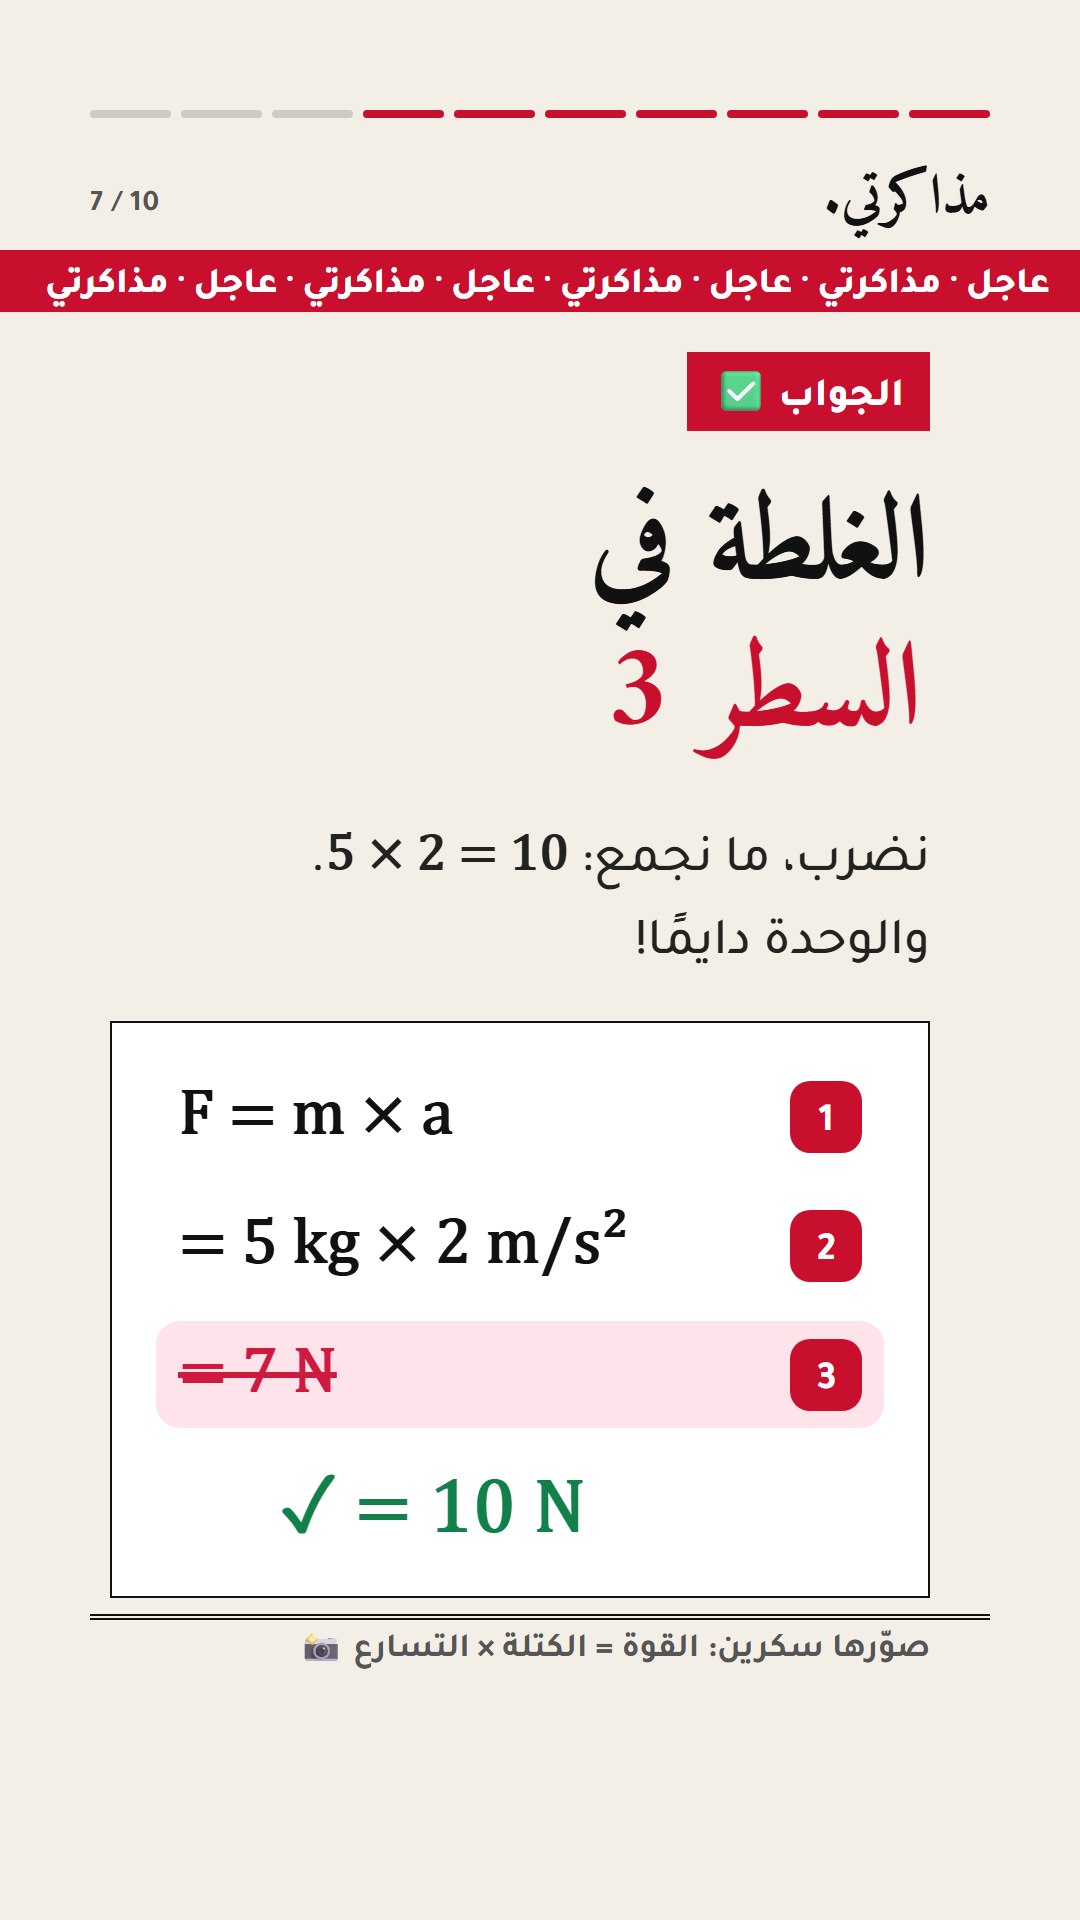 مذاكرتي.
7 / 10
عاجل · مذاكرتي · عاجل · مذاكرتي · عاجل · مذاكرتي · عاجل · مذاكرتي
الجواب ✅
الغلطة في
السطر 3
نضرب، ما نجمع: 5 × 2 = 10.
والوحدة دايمًا!
1 F = m × a
2 = 5 kg × 2 m/s²
3 = 7 N
✓ = 10 N
صوّرها سكرين: القوة = الكتلة × التسارع 📸